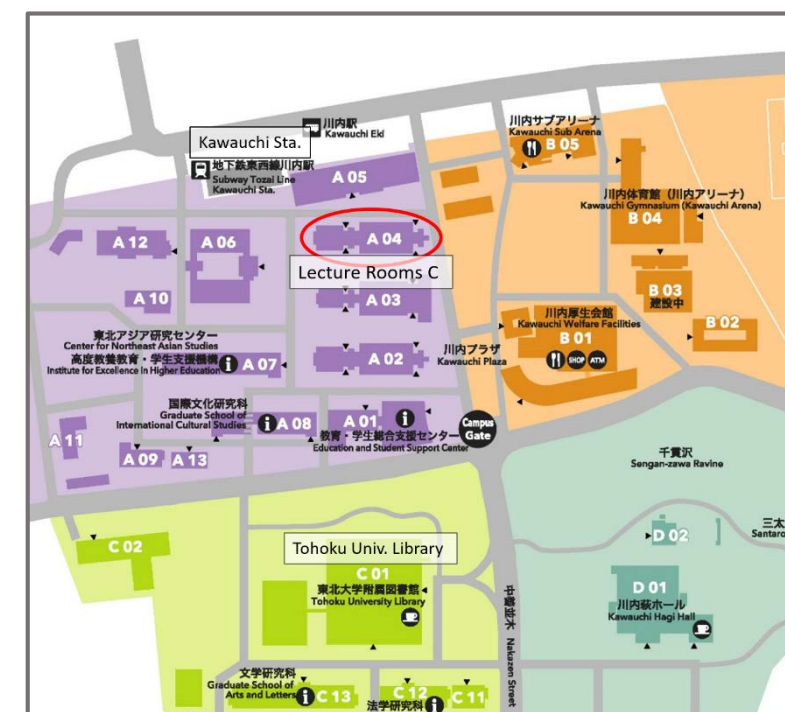 川内駅
Kawauchi Eki
Kawauchi Sta.
地下鉄東西線川内駅
Subway Tozai Line
Kawauchi Sta.
A 05
川内サブアリーナ
Kawauchi Sub Arena
B 05
川内体育館（川内アリーナ）
Kawauchi Gymnasium (Kawauchi Arena)
B 04
A 12
A 06
A 04
Lecture Rooms C
A 10
A 03
B 03
建設中
B 02
東北アジア研究センター
Center for Northeast Asian Studies
高度教養教育・学生支援機構
Institute for Excellence in Higher Education
i A 07
A 02
川内プラザ
Kawauchi Plaza
川内厚生会館
Kawauchi Welfare Facilities
B 01
SHOP ATM
国際文化研究科
Graduate School of
International Cultural Studies
i A 08
A 01 i
教育・学生総合支援センター
Education and Student Support Center
Campus
Gate
A 11
A 09
A 13
千貫沢
Sengan-zawa Ravine
C 02
Tohoku Univ. Library
C 01
東北大学附属図書館
Tohoku University Library
中善並木 Nakazen Street
D 02
三太
Santaro
D 01
川内萩ホール
Kawauchi Hagi Hall
文学研究科
Graduate School of
Arts and Letters
i C 13
C 12
法学研究科 i
C 11